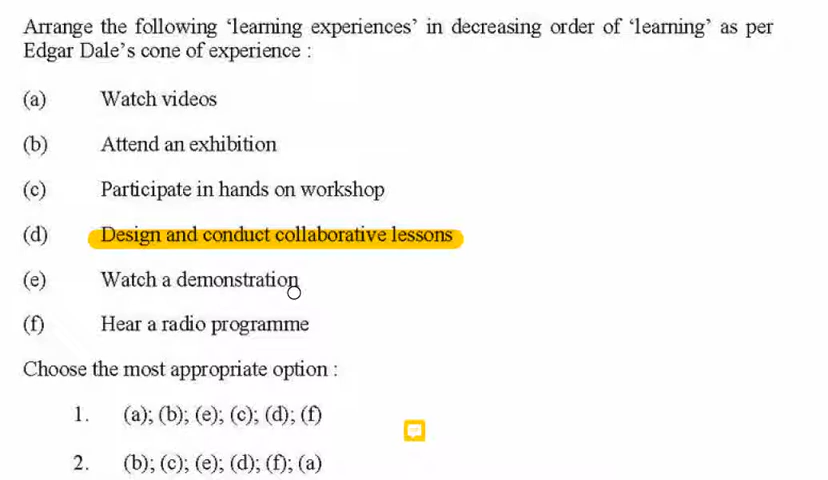 Arrange the following ‘learning experiences’ in decreasing order of ‘learning’ as per
Edgar Dale’s cone of experience :
(a) Watch videos
(b) Attend an exhibition
(c) Participate in hands on workshop
(d) Design and conduct collaborative lessons
(e) Watch a demonstration
(f) Hear a radio programme
Choose the most appropriate option :
1. (a); (b); (e); (c); (d); (f)
2. (b); (c); (e); (d); (f); (a)